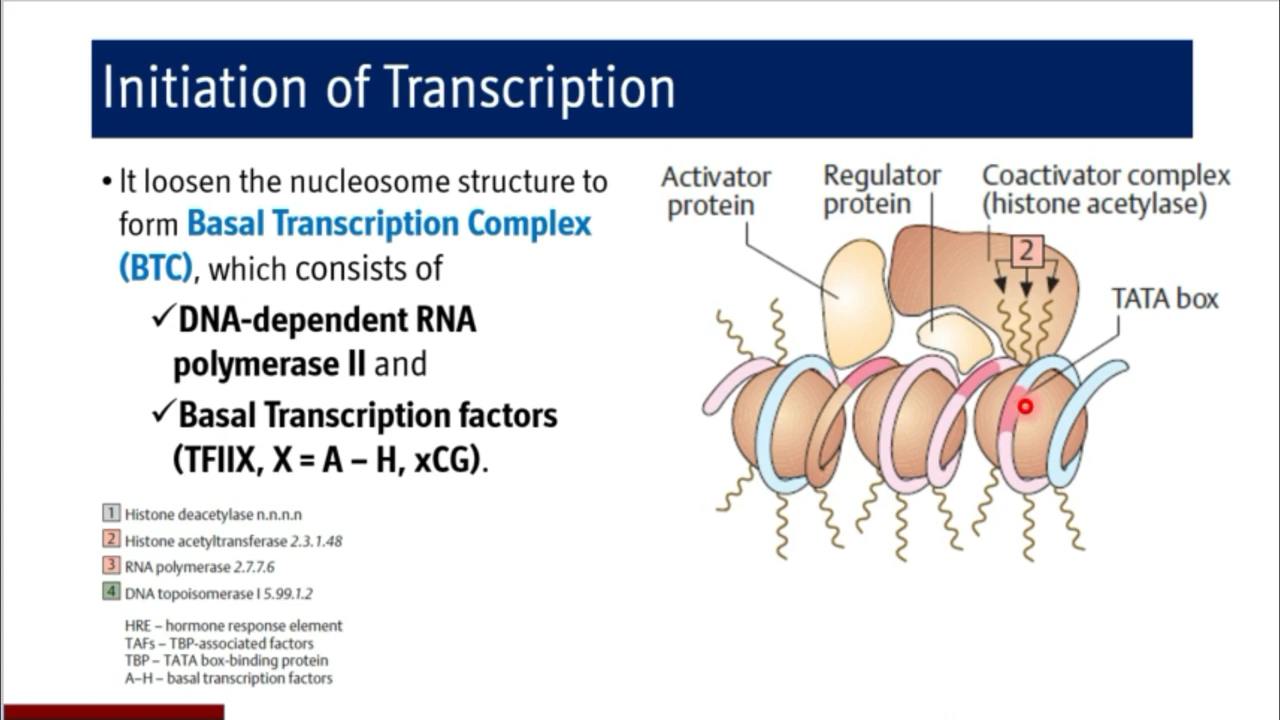 Initiation of Transcription
• It loosen the nucleosome structure to
form Basal Transcription Complex
(BTC), which consists of
✓DNA-dependent RNA
polymerase II and
✓Basal Transcription factors
(TFIIX, X = A – H, xCG).
1 Histone deacetylase n.n.n.n
2 Histone acetyltransferase 2.3.1.48
3 RNA polymerase 2.7.7.6
4 DNA topoisomerase I 5.99.1.2
HRE – hormone response element
TAFs – TBP-associated factors
TBP – TATA box-binding protein
A–H – basal transcription factors
Activator
protein
Regulator
protein
Coactivator complex
(histone acetylase)
2
TATA box